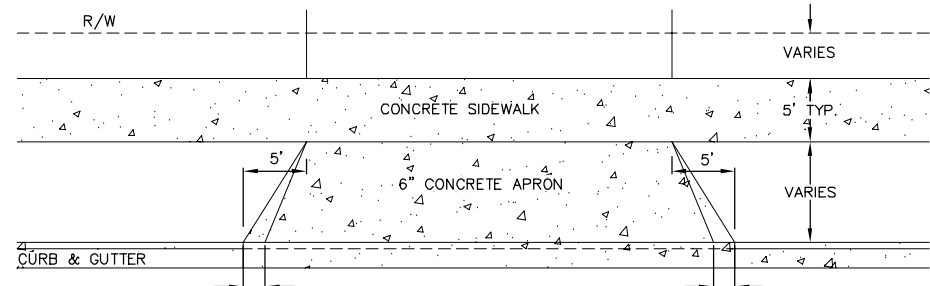 R/W
VARIES
CONCRETE SIDEWALK
5' TYP.
5'
5'
6" CONCRETE APRON
VARIES
CURB & GUTTER